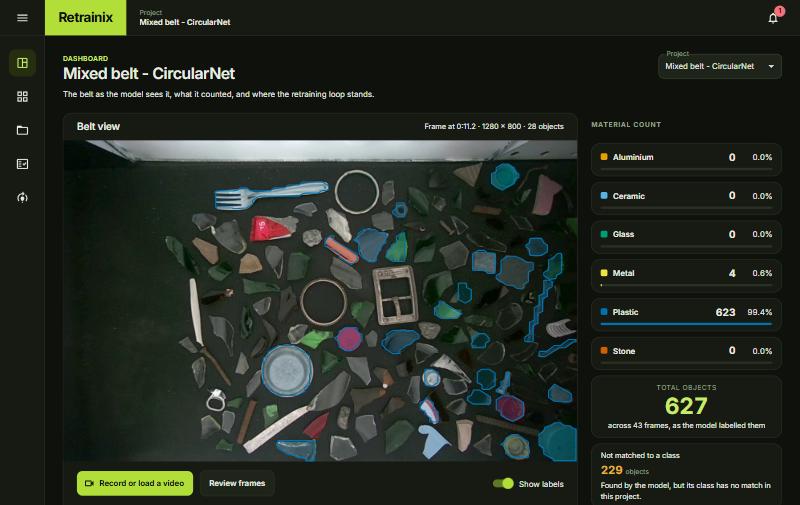 Retrainix
Project
Mixed belt - CircularNet
1
DASHBOARD
Mixed belt - CircularNet
The belt as the model sees it, what it counted, and where the retraining loop stands.
Project
Mixed belt - CircularNet
Belt view
Frame at 0:11.2 · 1280 × 800 · 28 objects
MATERIAL COUNT
Aluminium 0 0.0%
Ceramic 0 0.0%
Glass 0 0.0%
Metal 4 0.6%
Plastic 623 99.4%
Stone 0 0.0%
TOTAL OBJECTS
627
across 43 frames, as the model labelled them
Not matched to a class
229 objects
Found by the model, but its class has no match in
this project.
Record or load a video
Review frames
Show labels